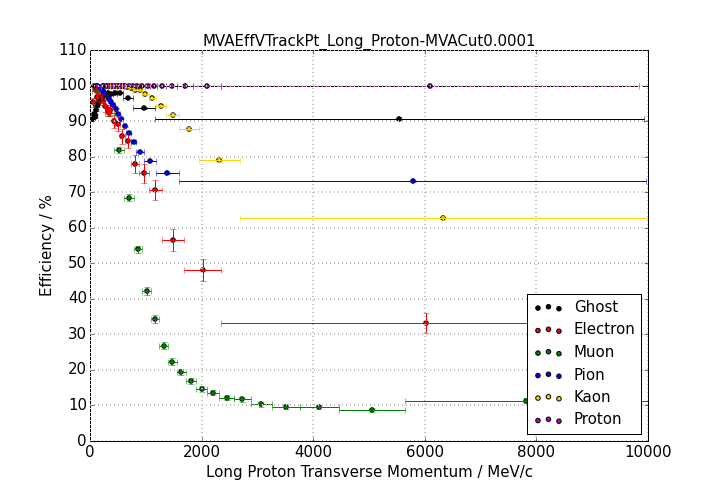 MVAEffVTrackPt_Long_Proton-MVACut0.0001
110
100
90
80
70
60
50
40
30
20
10
0
Efficiency / %
Ghost
Electron
Muon
Pion
Kaon
Proton
0 2000 4000 6000 8000 10000
Long Proton Transverse Momentum / MeV/c